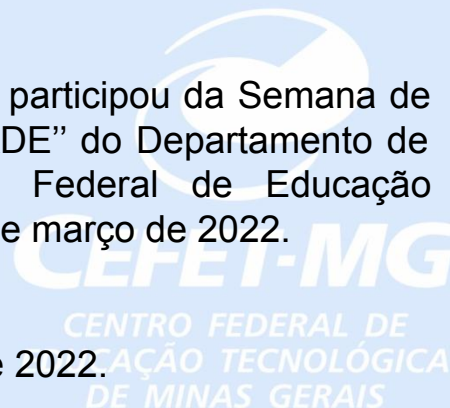 participou da Semana de
DE’’ do Departamento de
Federal de Educação
e março de 2022.
CEFET-MG
CENTRO FEDERAL DE
EDUCAÇÃO TECNOLÓGICA
e 2022.
DE MINAS GERAIS